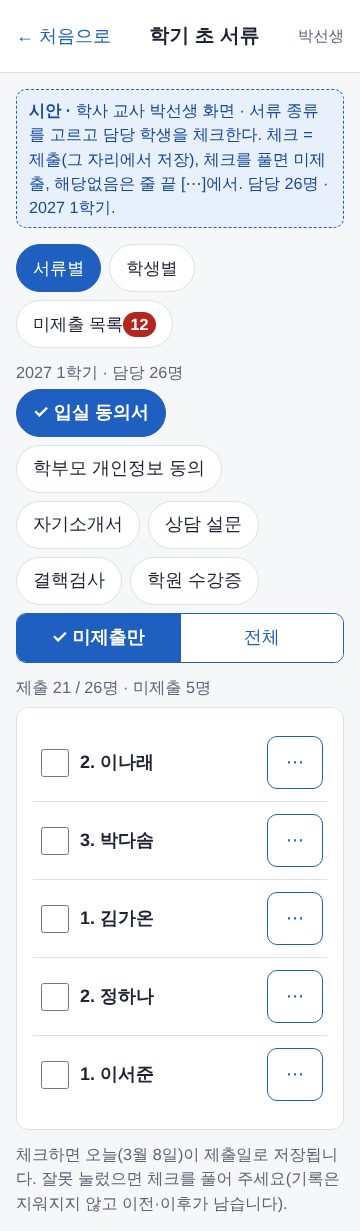 ← 처음으로
학기 초 서류
박선생
시안 · 학사 교사 박선생 화면 · 서류 종류
를 고르고 담당 학생을 체크한다. 체크 =
제출(그 자리에서 저장), 체크를 풀면 미제
출, 해당없음은 줄 끝 [⋯]에서. 담당 26명 ·
2027 1학기.
서류별
학생별
미제출 목록 12
2027 1학기 · 담당 26명
✓ 입실 동의서
학부모 개인정보 동의
자기소개서
상담 설문
결핵검사
학원 수강증
✓ 미제출만
전체
제출 21 / 26명 · 미제출 5명
2. 이나래 ⋯
3. 박다솜 ⋯
1. 김가온 ⋯
2. 정하나 ⋯
1. 이서준 ⋯
체크하면 오늘(3월 8일)이 제출일로 저장됩니
다. 잘못 눌렀으면 체크를 풀어 주세요(기록은
지워지지 않고 이전·이후가 남습니다).